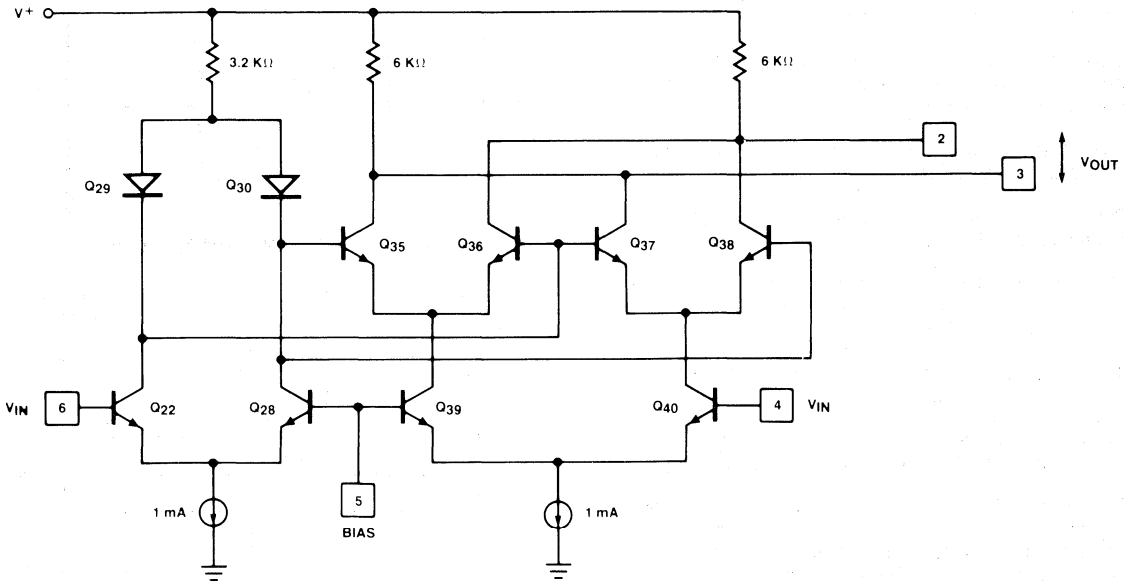 V+
3.2 KΩ
6 KΩ
6 KΩ
2
VOUT
3
Q29
Q30
Q35
Q36
Q37
Q38
VIN
6
Q22
Q28
Q39
Q40
4
VIN
5
BIAS
1 mA
1 mA